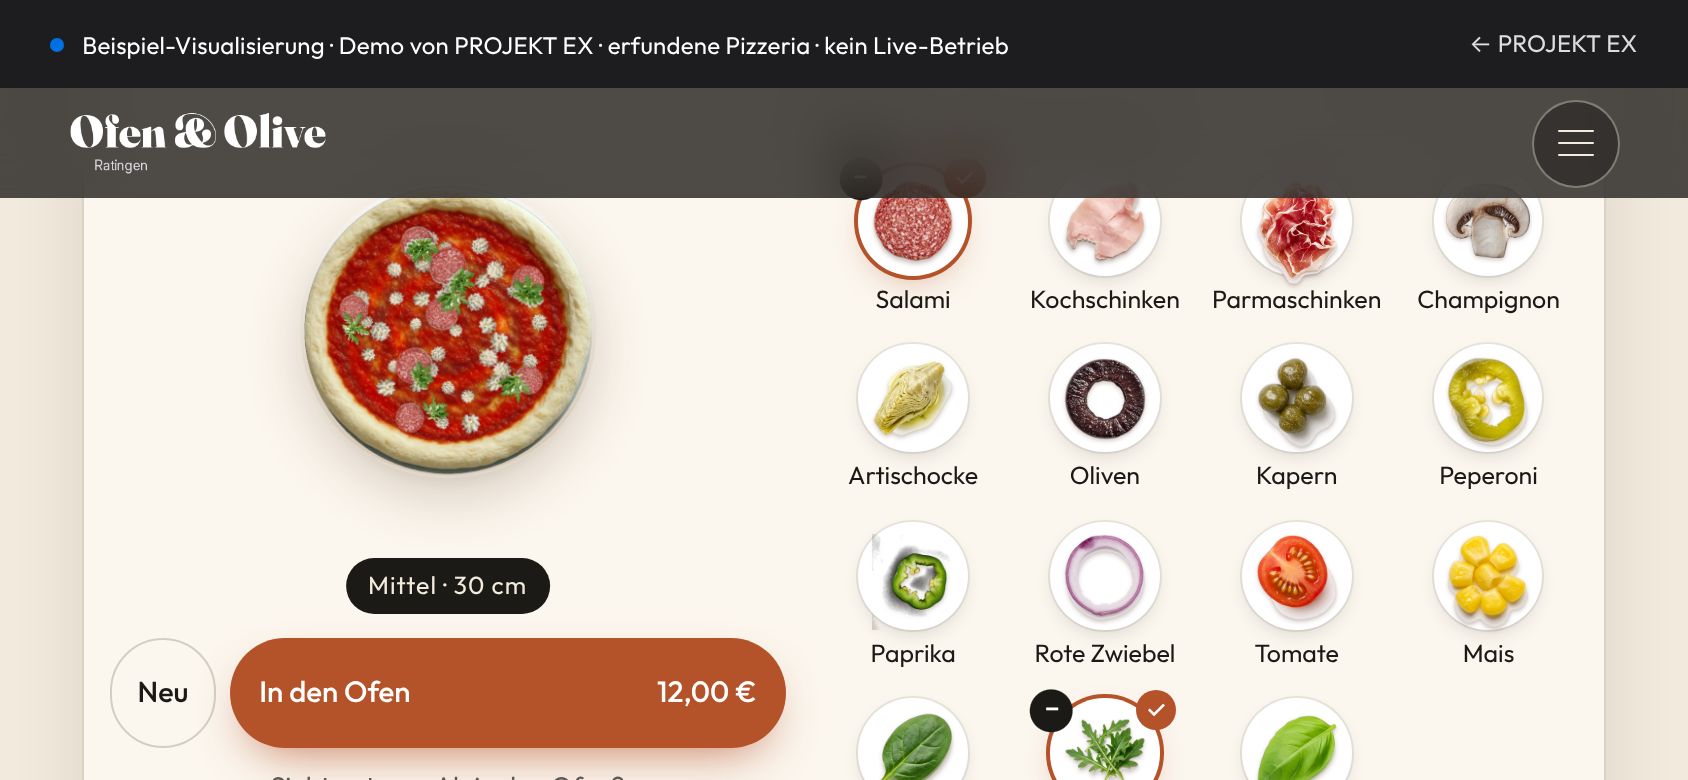 Beispiel-Visualisierung · Demo von PROJEKT EX · erfundene Pizzeria · kein Live-Betrieb
← PROJEKT EX
Ofen & Olive
Ratingen
Salami
Kochschinken
Parmaschinken
Champignon
Artischocke
Oliven
Kapern
Peperoni
Paprika
Rote Zwiebel
Tomate
Mais
Mittel · 30 cm
Neu
In den Ofen
12,00 €